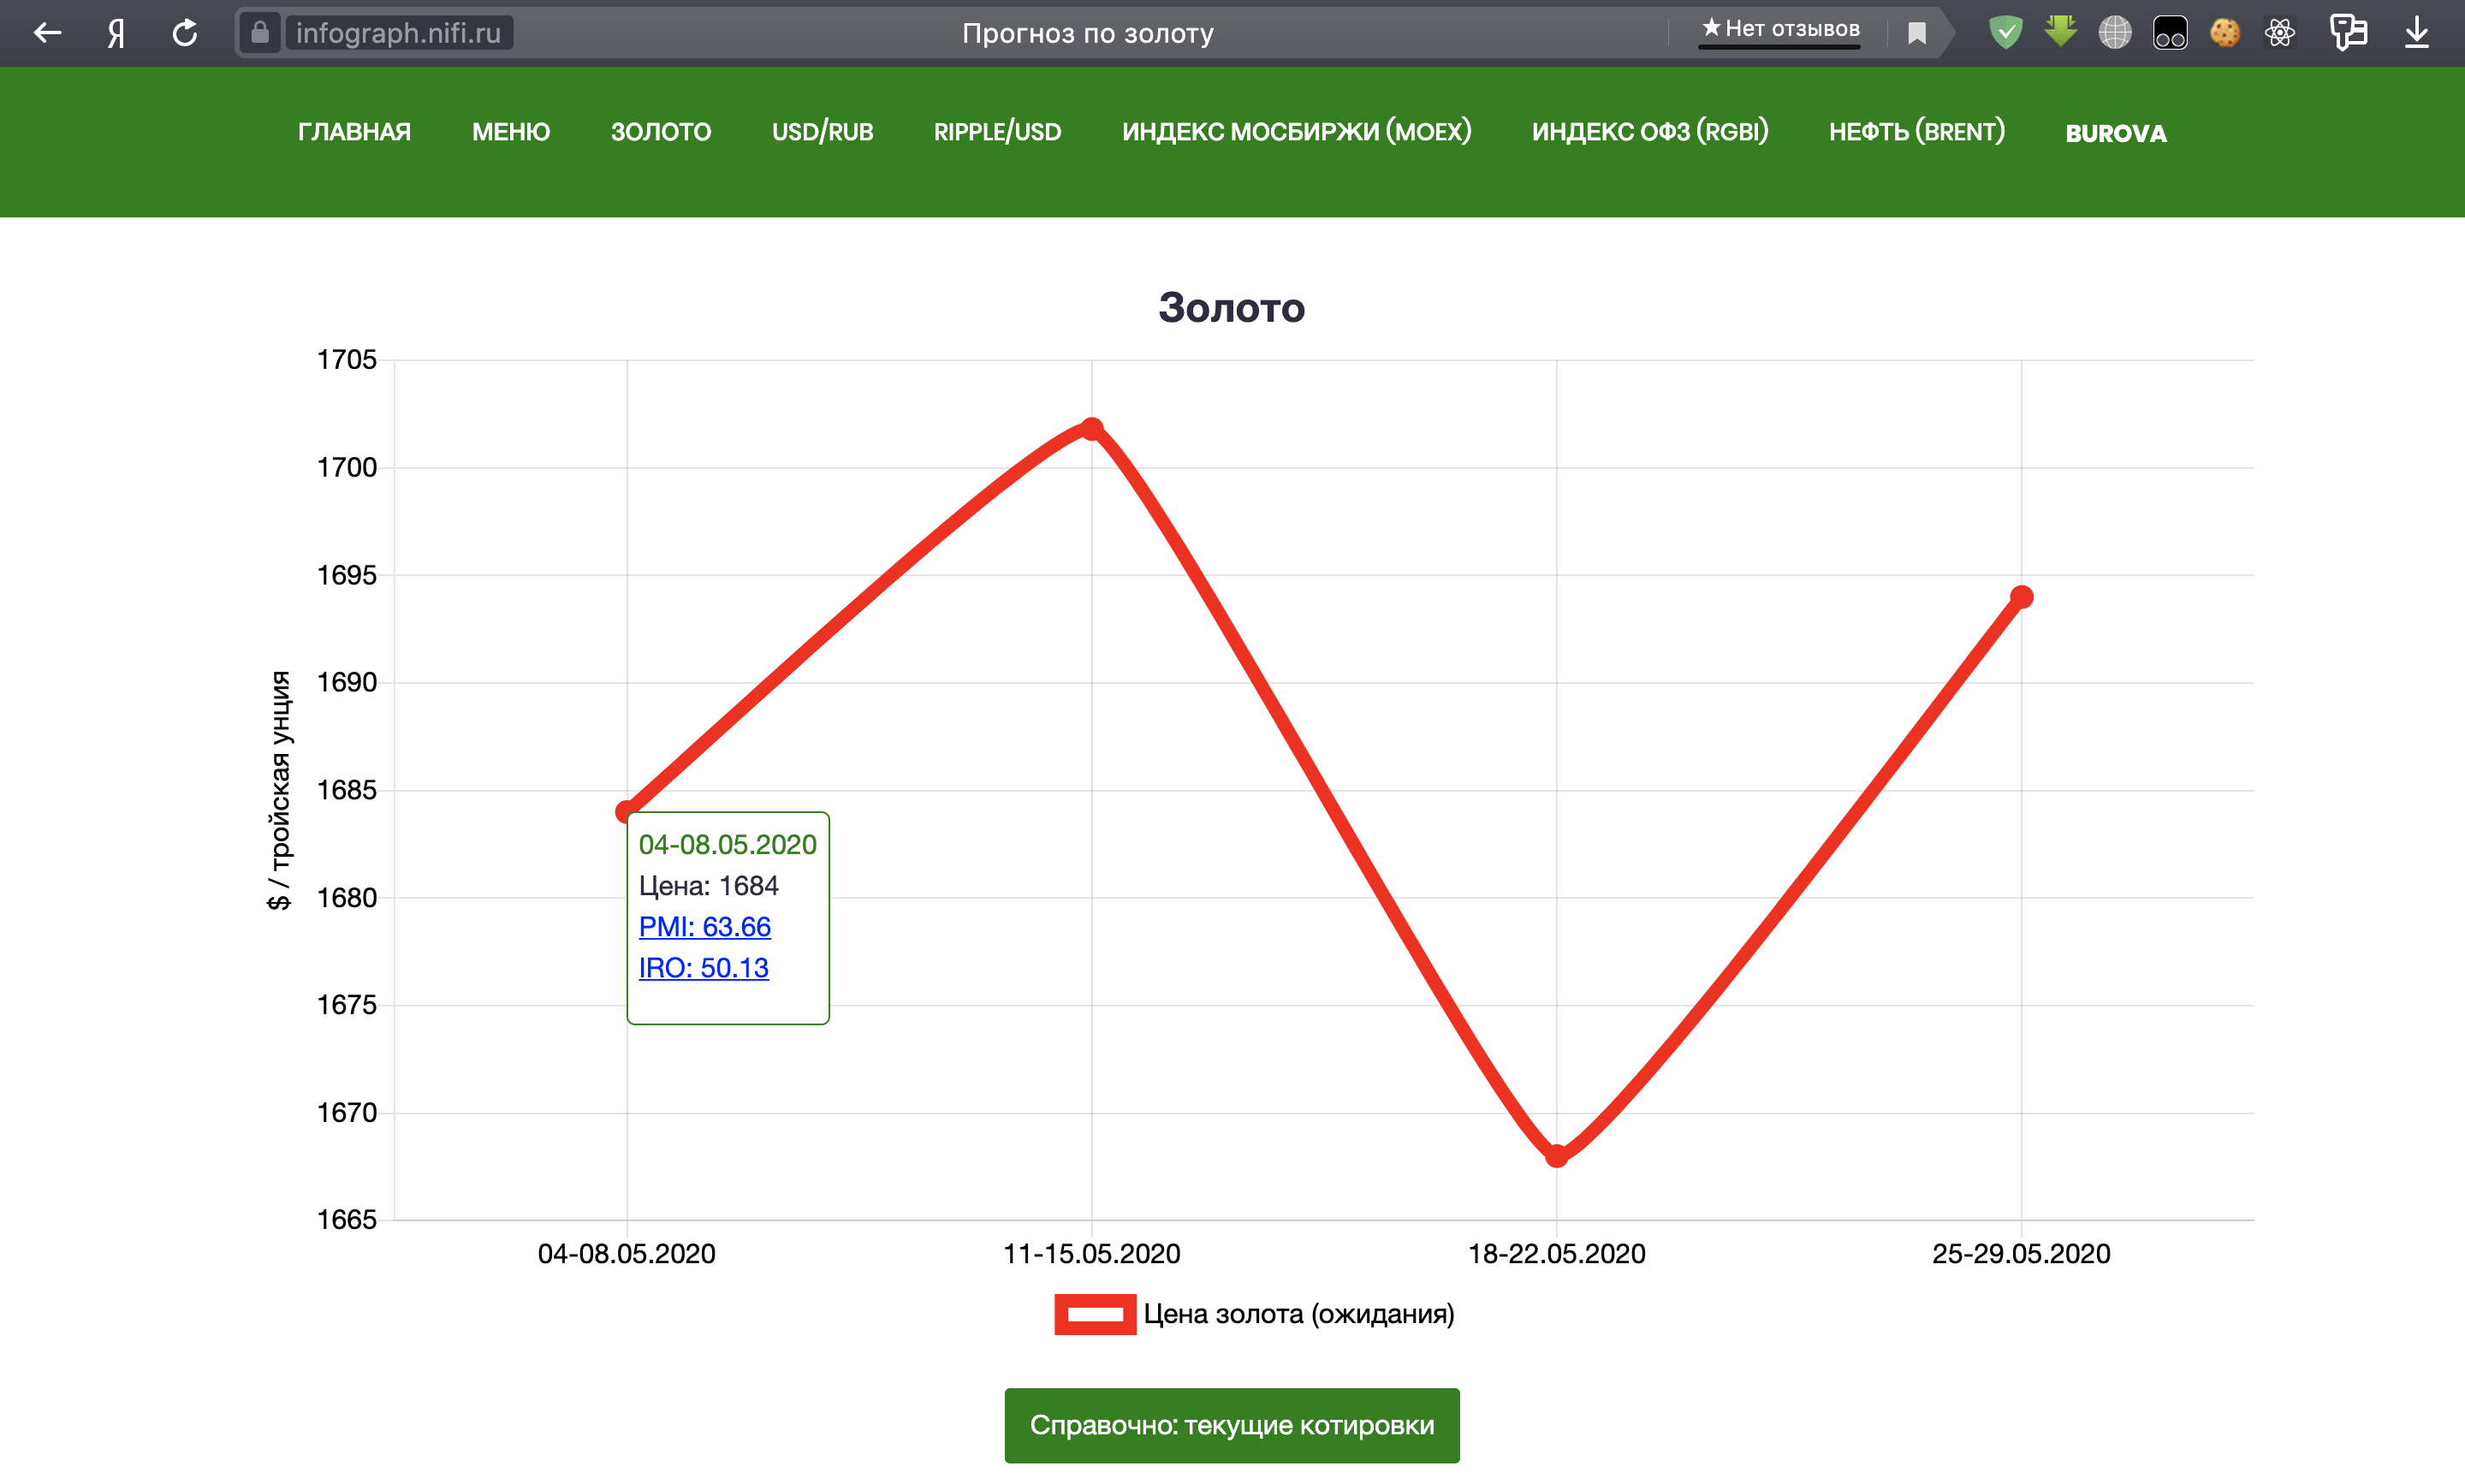 Я infograph.nifi.ru Прогноз по золоту ★ Нет отзывов
ГЛАВНАЯ МЕНЮ ЗОЛОТО USD/RUB RIPPLE/USD ИНДЕКС МОСБИРЖИ (MOEX) ИНДЕКС ОФЗ (RGBI) НЕФТЬ (BRENT) BUROVA
Золото
1705
1700
1695
1690
1685
1680
1675
1670
1665
$ / тройская унция
04-08.05.2020
Цена: 1684
PMI: 63.66
IRO: 50.13
04-08.05.2020 11-15.05.2020 18-22.05.2020 25-29.05.2020
Цена золота (ожидания)
Справочно: текущие котировки